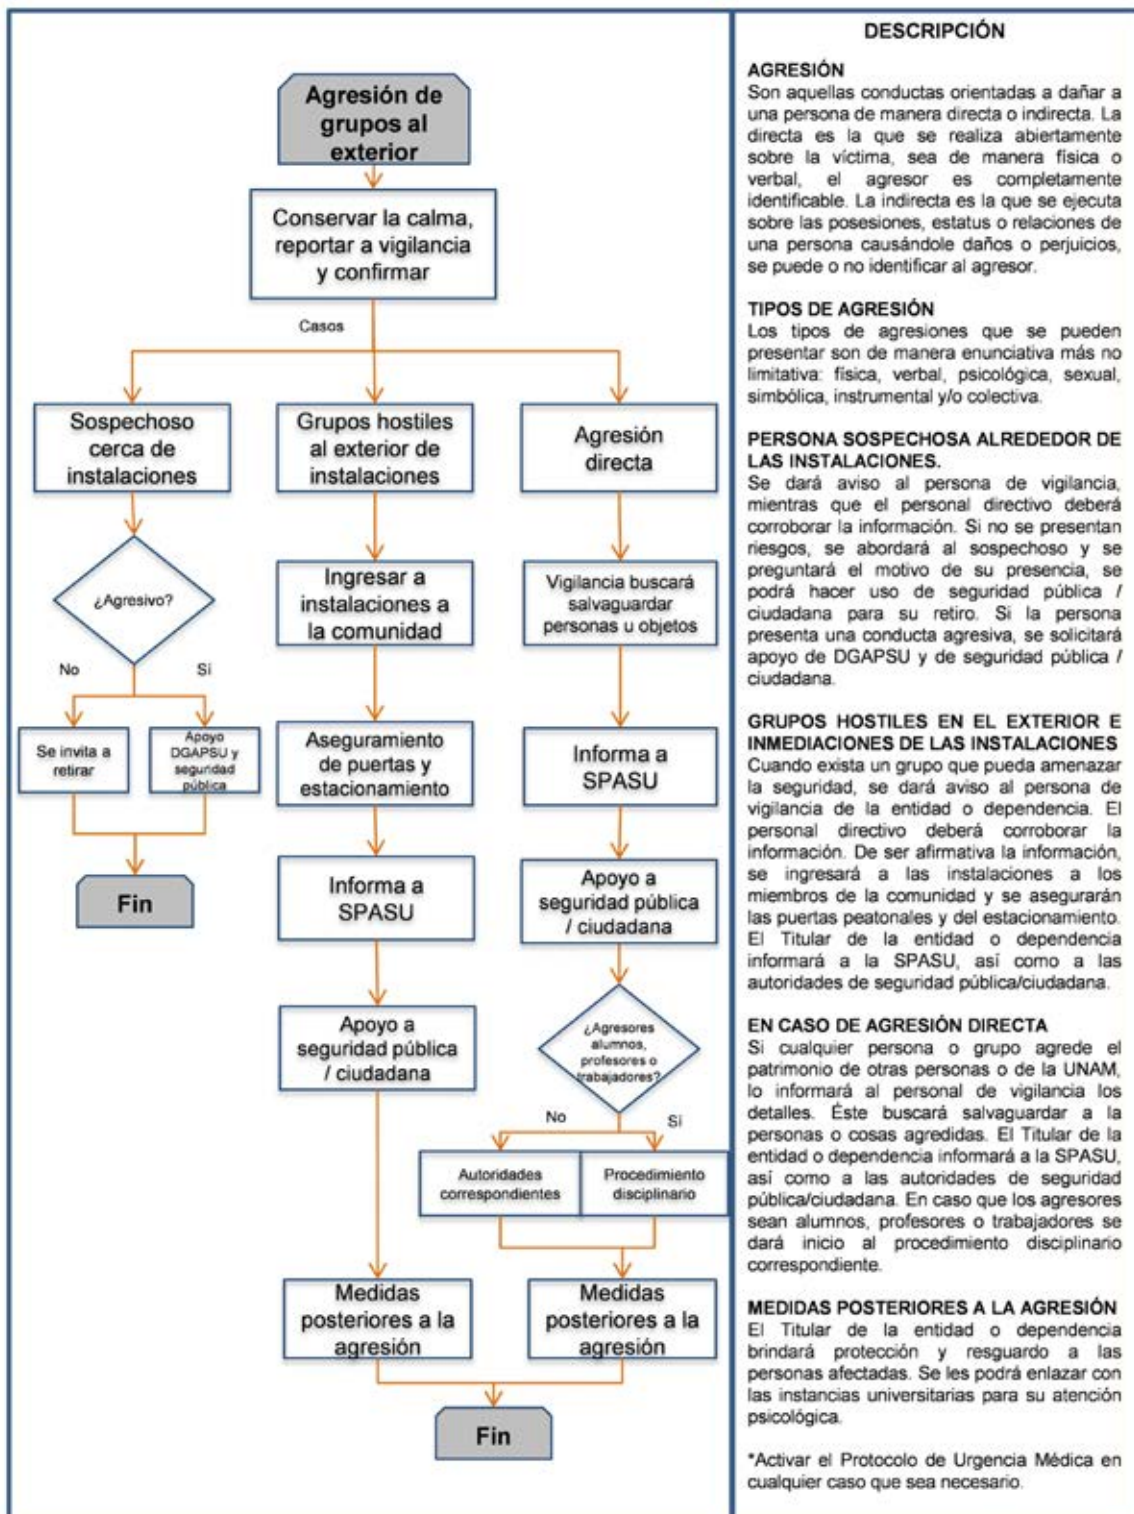 Agresión de
grupos al
exterior
Conservar la calma,
reportar a vigilancia
y confirmar
Casos
Sospechoso
cerca de
instalaciones
¿Agresivo?
No
Sí
Se invita a
retirar
Apoyo
DGAPSU y
seguridad
pública
Fin
Grupos hostiles
al exterior de
instalaciones
Ingresar a
instalaciones a
la comunidad
Aseguramiento
de puertas y
estacionamiento
Informa a
SPASU
Apoyo a
seguridad pública
/ ciudadana
Medidas
posteriores a la
agresión
Agresión
directa
Vigilancia buscará
salvaguardar
personas u objetos
Informa a
SPASU
Apoyo a
seguridad pública
/ ciudadana
¿Agresores
alumnos,
profesores o
trabajadores?
No
Sí
Autoridades
correspondientes
Procedimiento
disciplinario
Medidas
posteriores a la
agresión
Fin
DESCRIPCIÓN
AGRESIÓN
Son aquellas conductas orientadas a dañar a
una persona de manera directa o indirecta. La
directa es la que se realiza abiertamente
sobre la víctima, sea de manera física o
verbal, el agresor es completamente
identificable. La indirecta es la que se ejecuta
sobre las posesiones, estatus o relaciones de
una persona causándole daños o perjuicios,
se puede o no identificar al agresor.
TIPOS DE AGRESIÓN
Los tipos de agresiones que se pueden
presentar son de manera enunciativa más no
limitativa: física, verbal, psicológica, sexual,
simbólica, instrumental y/o colectiva.
PERSONA SOSPECHOSA ALREDEDOR DE
LAS INSTALACIONES.
Se dará aviso al persona de vigilancia,
mientras que el personal directivo deberá
corroborar la información. Si no se presentan
riesgos, se abordará al sospechoso y se
preguntará el motivo de su presencia, se
podrá hacer uso de seguridad pública /
ciudadana para su retiro. Si la persona
presenta una conducta agresiva, se solicitará
apoyo de DGAPSU y de seguridad pública /
ciudadana.
GRUPOS HOSTILES EN EL EXTERIOR E
INMEDIACIONES DE LAS INSTALACIONES
Cuando exista un grupo que pueda amenazar
la seguridad, se dará aviso al persona de
vigilancia de la entidad o dependencia. El
personal directivo deberá corroborar la
información. De ser afirmativa la información,
se ingresará a las instalaciones a los
miembros de la comunidad y se asegurarán
las puertas peatonales y del estacionamiento.
El Titular de la entidad o dependencia
informará a la SPASU, así como a las
autoridades de seguridad pública/ciudadana.
EN CASO DE AGRESIÓN DIRECTA
Si cualquier persona o grupo agrede el
patrimonio de otras personas o de la UNAM,
lo informará al personal de vigilancia los
detalles. Éste buscará salvaguardar a la
personas o cosas agredidas. El Titular de la
entidad o dependencia informará a la SPASU,
así como a las autoridades de seguridad
pública/ciudadana. En caso que los agresores
sean alumnos, profesores o trabajadores se
dará inicio al procedimiento disciplinario
correspondiente.
MEDIDAS POSTERIORES A LA AGRESIÓN
El Titular de la entidad o dependencia
brindará protección y resguardo a las
personas afectadas. Se les podrá enlazar con
las instancias universitarias para su atención
psicológica.
*Activar el Protocolo de Urgencia Médica en
cualquier caso que sea necesario.